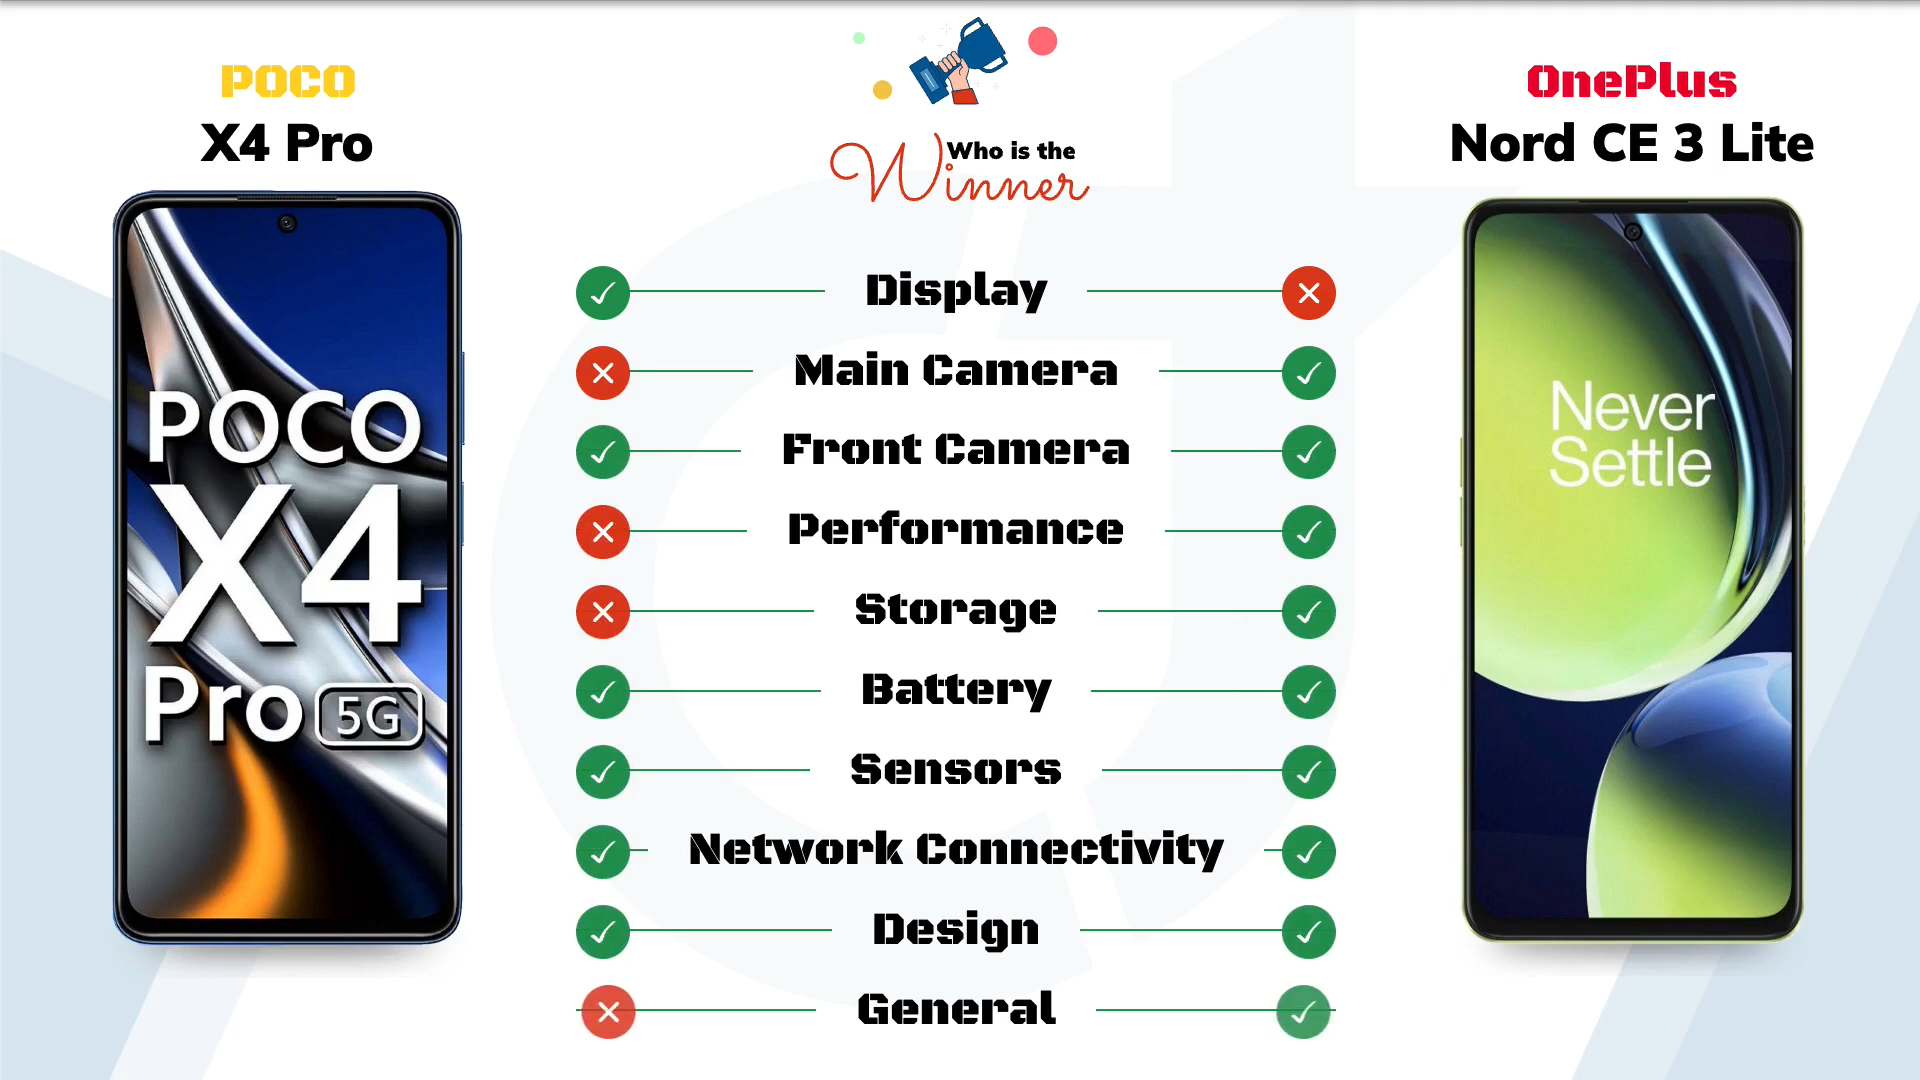 POCO
X4 Pro
Who is the
Winner
OnePlus
Nord CE 3 Lite
POCO
X4
Pro 5G
Never
Settle
Display
Main Camera
Front Camera
Performance
Storage
Battery
Sensors
Network Connectivity
Design
General